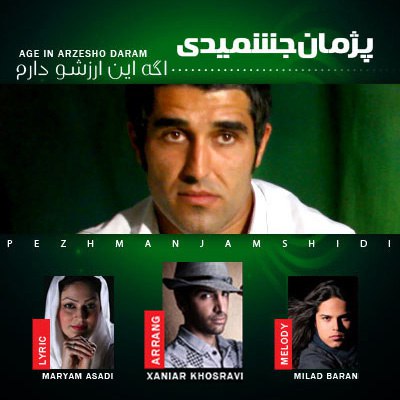 AGE IN ARZESHO DARAM
پژمان جشمیدی
اگه این ارزشو دارم
PEZHMANJAMSHIDI
LYRIC
ARRANG
MELODY
MARYAM ASADI
XANIAR KHOSRAVI
MILAD BARAN